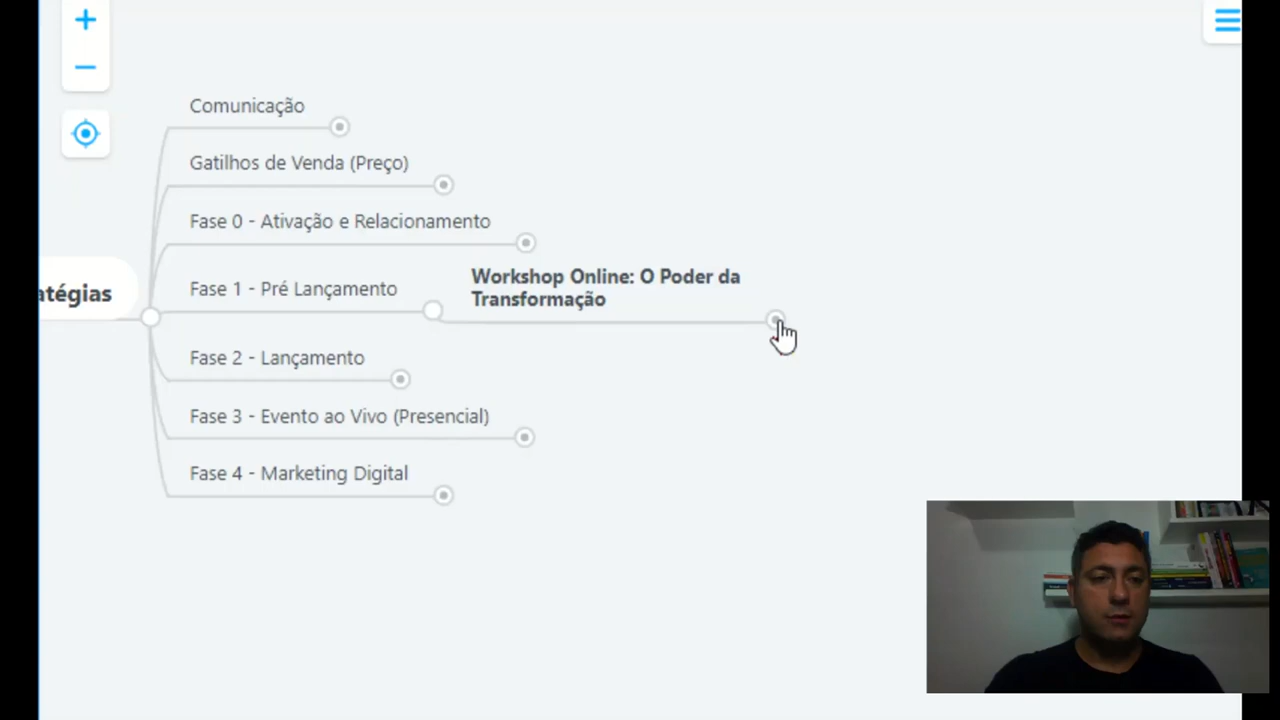 Comunicação
Gatilhos de Venda (Preço)
Fase 0 - Ativação e Relacionamento
atégias
Fase 1 - Pré Lançamento
Workshop Online: O Poder da
Transformação
Fase 2 - Lançamento
Fase 3 - Evento ao Vivo (Presencial)
Fase 4 - Marketing Digital